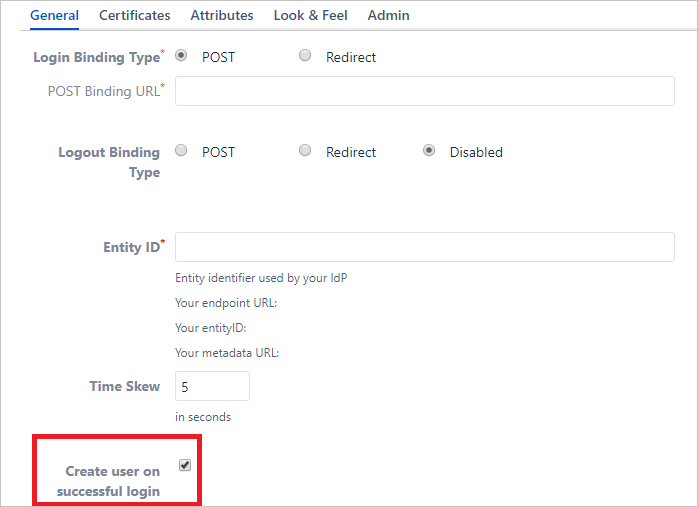 General Certificates Attributes Look & Feel Admin
Login Binding Type* POST Redirect
POST Binding URL*
Logout Binding Type POST Redirect Disabled
Entity ID*
Entity identifier used by your IdP
Your endpoint URL:
Your entityID:
Your metadata URL:
Time Skew 5
in seconds
Create user on
successful login